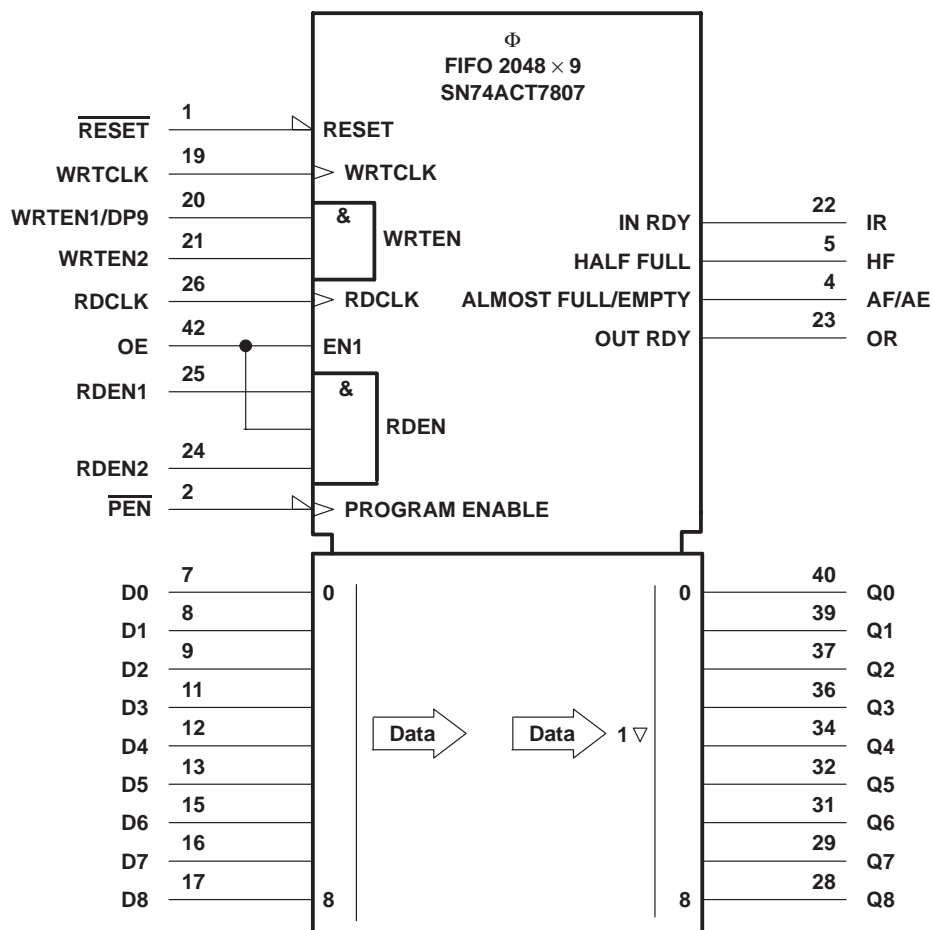 Φ
FIFO 2048 × 9
SN74ACT7807
RESET 1 RESET
WRTCLK 19 WRTCLK
WRTEN1/DP9 20 &
WRTEN
WRTEN2 21
RDCLK 26 RDCLK
OE 42 EN1
RDEN1 25 &
RDEN
RDEN2 24
PEN 2 PROGRAM ENABLE
IN RDY 22 IR
HALF FULL 5 HF
ALMOST FULL/EMPTY 4 AF/AE
OUT RDY 23 OR
D0 7 0 0 40 Q0
D1 8 39 Q1
D2 9 37 Q2
D3 11 36 Q3
D4 12 Data Data 1 ▽ 34 Q4
D5 13 32 Q5
D6 15 31 Q6
D7 16 29 Q7
D8 17 8 8 28 Q8